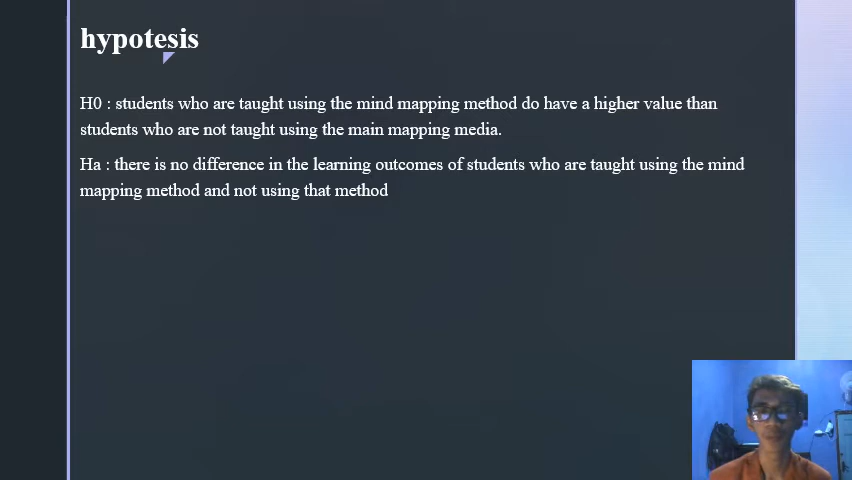 hypotesis
H0 : students who are taught using the mind mapping method do have a higher value than
students who are not taught using the main mapping media.
Ha : there is no difference in the learning outcomes of students who are taught using the mind
mapping method and not using that method